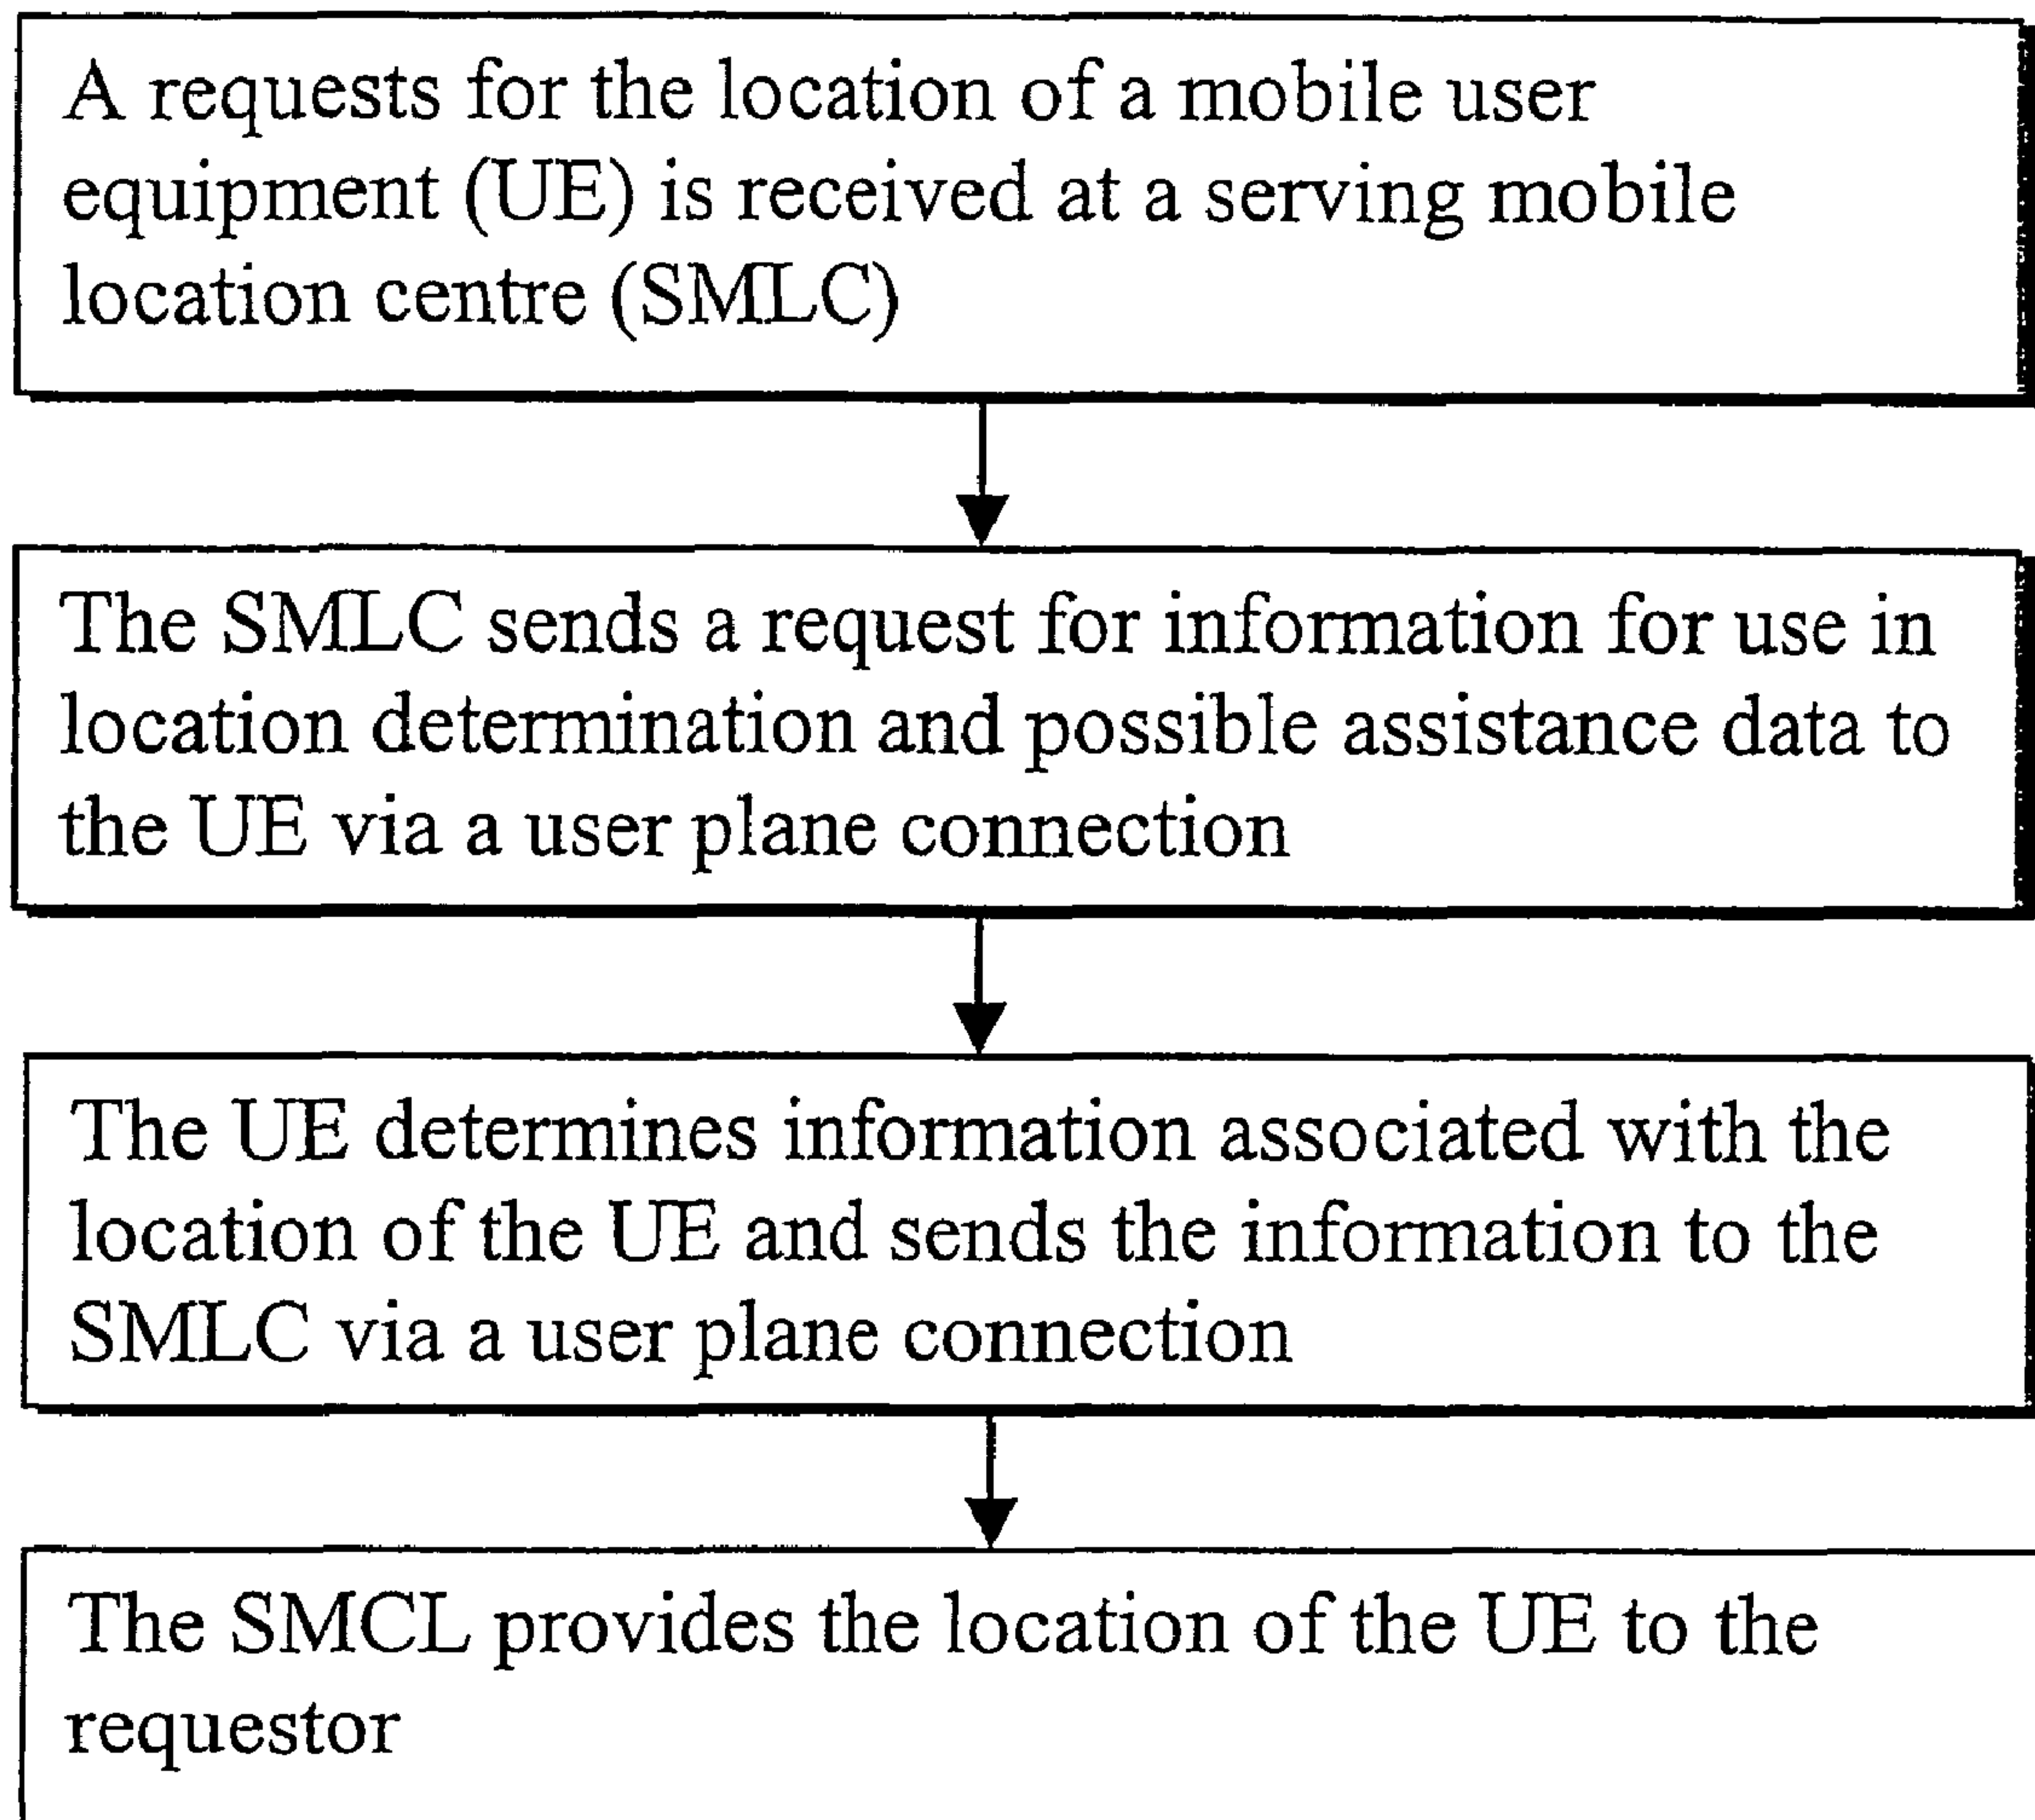 A requests for the location of a mobile user
equipment (UE) is received at a serving mobile
location centre (SMLC)
The SMLC sends a request for information for use in
location determination and possible assistance data to
the UE via a user plane connection
The UE determines information associated with the
location of the UE and sends the information to the
SMLC via a user plane connection
The SMCL provides the location of the UE to the
requestor